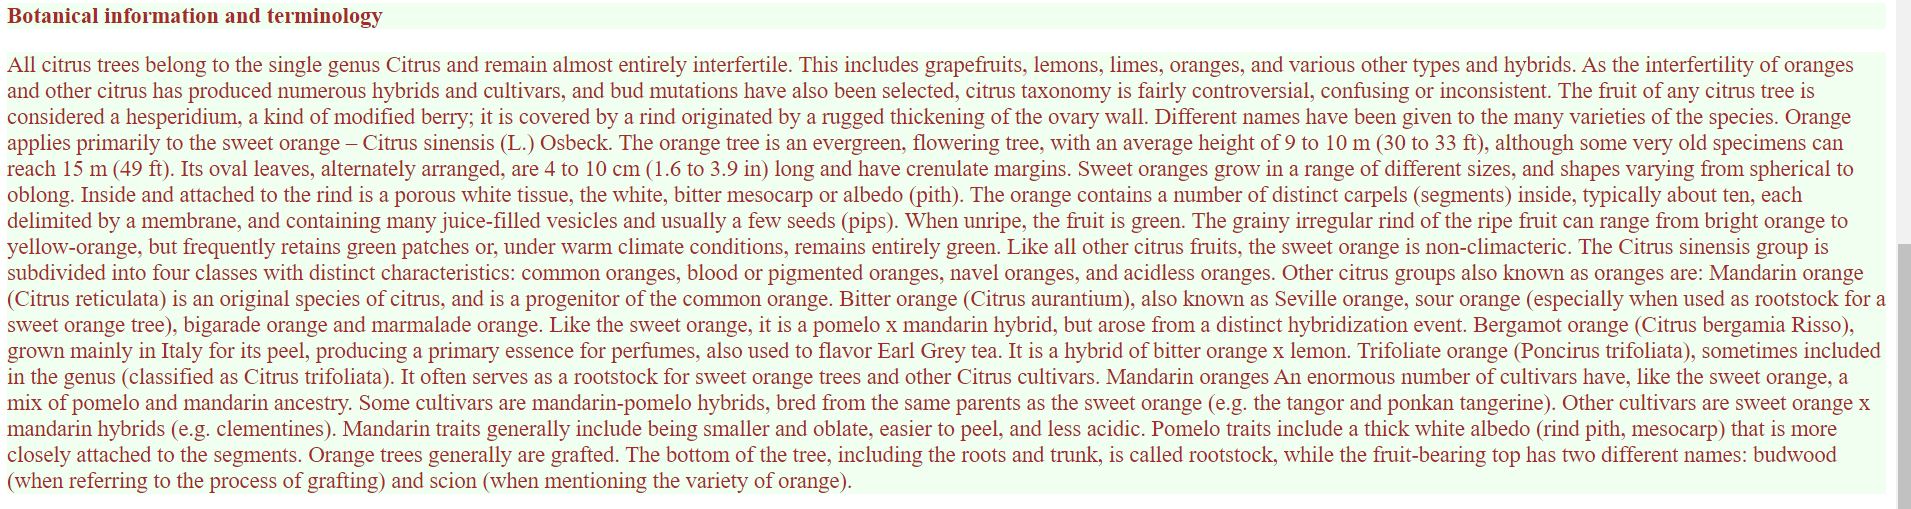 Botanical information and terminology
All citrus trees belong to the single genus Citrus and remain almost entirely interfertile. This includes grapefruits, lemons, limes, oranges, and various other types and hybrids. As the interfertility of oranges
and other citrus has produced numerous hybrids and cultivars, and bud mutations have also been selected, citrus taxonomy is fairly controversial, confusing or inconsistent. The fruit of any citrus tree is
considered a hesperidium, a kind of modified berry; it is covered by a rind originated by a rugged thickening of the ovary wall. Different names have been given to the many varieties of the species. Orange
applies primarily to the sweet orange – Citrus sinensis (L.) Osbeck. The orange tree is an evergreen, flowering tree, with an average height of 9 to 10 m (30 to 33 ft), although some very old specimens can
reach 15 m (49 ft). Its oval leaves, alternately arranged, are 4 to 10 cm (1.6 to 3.9 in) long and have crenulate margins. Sweet oranges grow in a range of different sizes, and shapes varying from spherical to
oblong. Inside and attached to the rind is a porous white tissue, the white, bitter mesocarp or albedo (pith). The orange contains a number of distinct carpels (segments) inside, typically about ten, each
delimited by a membrane, and containing many juice-filled vesicles and usually a few seeds (pips). When unripe, the fruit is green. The grainy irregular rind of the ripe fruit can range from bright orange to
yellow-orange, but frequently retains green patches or, under warm climate conditions, remains entirely green. Like all other citrus fruits, the sweet orange is non-climacteric. The Citrus sinensis group is
subdivided into four classes with distinct characteristics: common oranges, blood or pigmented oranges, navel oranges, and acidless oranges. Other citrus groups also known as oranges are: Mandarin orange
(Citrus reticulata) is an original species of citrus, and is a progenitor of the common orange. Bitter orange (Citrus aurantium), also known as Seville orange, sour orange (especially when used as rootstock for a
sweet orange tree), bigarade orange and marmalade orange. Like the sweet orange, it is a pomelo x mandarin hybrid, but arose from a distinct hybridization event. Bergamot orange (Citrus bergamia Risso),
grown mainly in Italy for its peel, producing a primary essence for perfumes, also used to flavor Earl Grey tea. It is a hybrid of bitter orange x lemon. Trifoliate orange (Poncirus trifoliata), sometimes included
in the genus (classified as Citrus trifoliata). It often serves as a rootstock for sweet orange trees and other Citrus cultivars. Mandarin oranges An enormous number of cultivars have, like the sweet orange, a
mix of pomelo and mandarin ancestry. Some cultivars are mandarin-pomelo hybrids, bred from the same parents as the sweet orange (e.g. the tangor and ponkan tangerine). Other cultivars are sweet orange x
mandarin hybrids (e.g. clementines). Mandarin traits generally include being smaller and oblate, easier to peel, and less acidic. Pomelo traits include a thick white albedo (rind pith, mesocarp) that is more
closely attached to the segments. Orange trees generally are grafted. The bottom of the tree, including the roots and trunk, is called rootstock, while the fruit-bearing top has two different names: budwood
(when referring to the process of grafting) and scion (when mentioning the variety of orange).